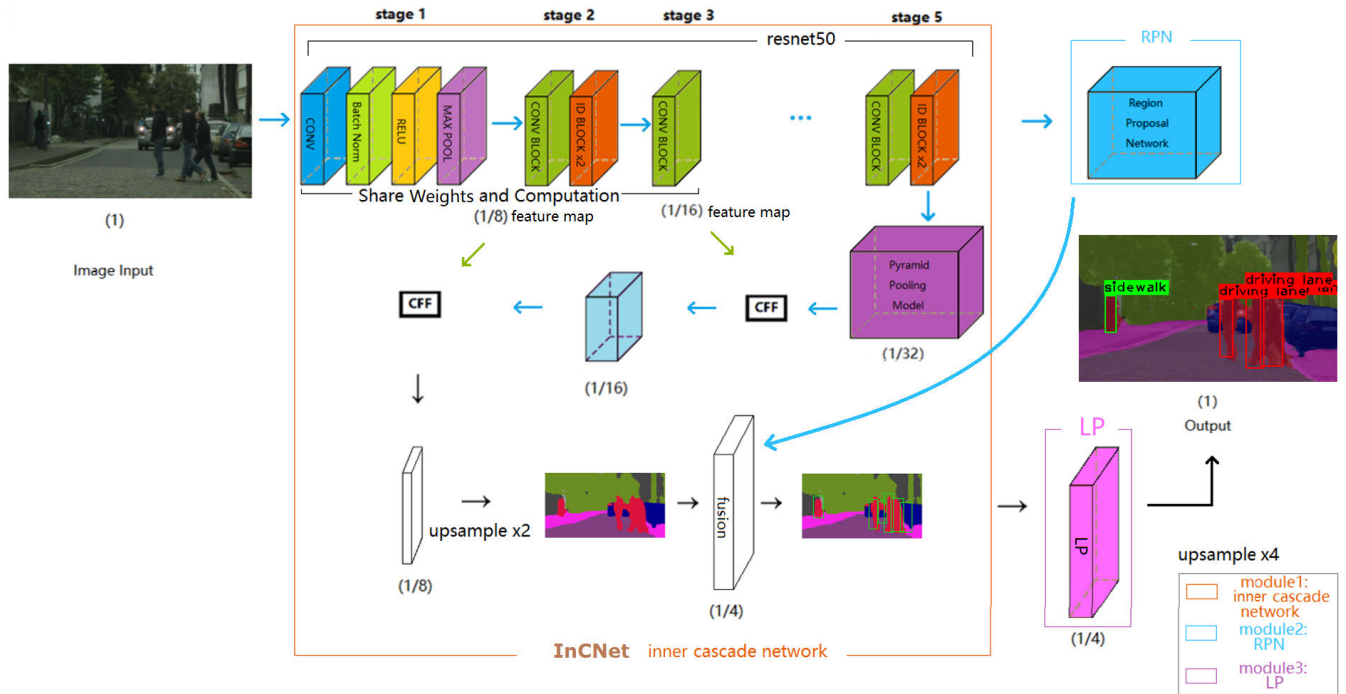 stage 1
stage 2
stage 3
stage 5
resnet50
RPN
CONV
Batch Norm
RELU
MAX POOL
CONV BLOCK
ID BLOCK x2
CONV BLOCK
...
CONV BLOCK
ID BLOCK x2
Region
Proposal
Network
Share Weights and Computation
(1/8) feature map
(1/16) feature map
(1)
Image Input
CFF
(1/16)
CFF
Pyramid
Pooling
Model
(1/32)
sidewalk
driving lane
driving lane
(1)
Output
upsample x2
(1/8)
fusion
(1/4)
LP
LP
(1/4)
upsample x4
InCNet inner cascade network
module1:
inner cascade
network
module2:
RPN
module3:
LP